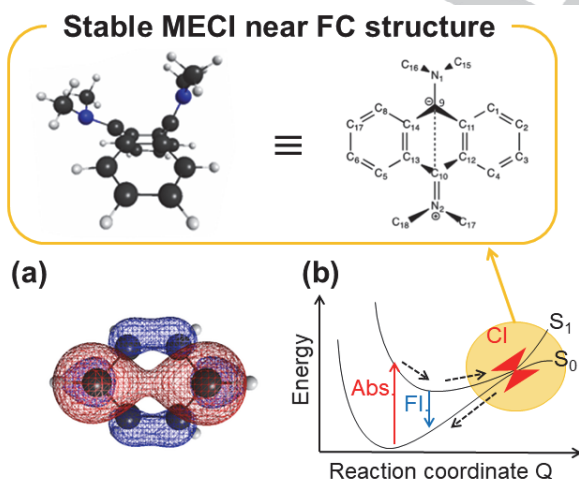 Stable MECI near FC structure
≡
C16 C15
N1
⊖ 9
C8 C1
C17 C14 C11 C2
C6 C13 C12 C3
C5 C10 C4
N2
⊕
C18 C17
(a)
(b)
Energy
Abs.
Fl.
CI
S1
S0
Reaction coordinate Q